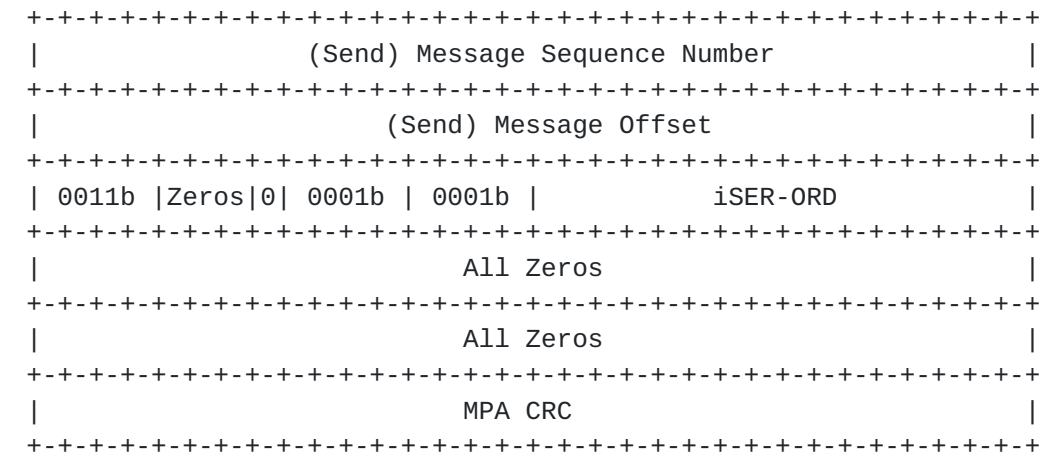 +-+-+-+-+-+-+-+-+-+-+-+-+-+-+-+-+-+-+-+-+-+-+-+-+-+-+-+-+-+-+-+-+
| (Send) Message Sequence Number |
+-+-+-+-+-+-+-+-+-+-+-+-+-+-+-+-+-+-+-+-+-+-+-+-+-+-+-+-+-+-+-+-+
| (Send) Message Offset |
+-+-+-+-+-+-+-+-+-+-+-+-+-+-+-+-+-+-+-+-+-+-+-+-+-+-+-+-+-+-+-+-+
| 0011b |Zeros|0| 0001b | 0001b | iSER-ORD |
+-+-+-+-+-+-+-+-+-+-+-+-+-+-+-+-+-+-+-+-+-+-+-+-+-+-+-+-+-+-+-+-+
| All Zeros |
+-+-+-+-+-+-+-+-+-+-+-+-+-+-+-+-+-+-+-+-+-+-+-+-+-+-+-+-+-+-+-+-+
| All Zeros |
+-+-+-+-+-+-+-+-+-+-+-+-+-+-+-+-+-+-+-+-+-+-+-+-+-+-+-+-+-+-+-+-+
| MPA CRC |
+-+-+-+-+-+-+-+-+-+-+-+-+-+-+-+-+-+-+-+-+-+-+-+-+-+-+-+-+-+-+-+-+